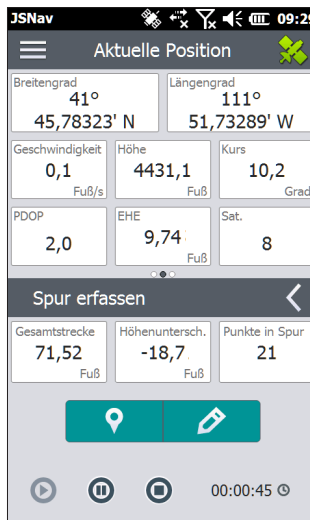 JSNav 09:29
Aktuelle Position
Breitengrad Längengrad
41° 111°
45,78323' N 51,73289' W
Geschwindigkeit Höhe Kurs
0,1 4431,1 10,2
Fuß/s Fuß Grad
PDOP EHE Sat.
2,0 9,74 8
Fuß
Spur erfassen
Gesamtstrecke Höhenuntersch. Punkte in Spur
71,52 -18,7 21
Fuß Fuß
00:00:45